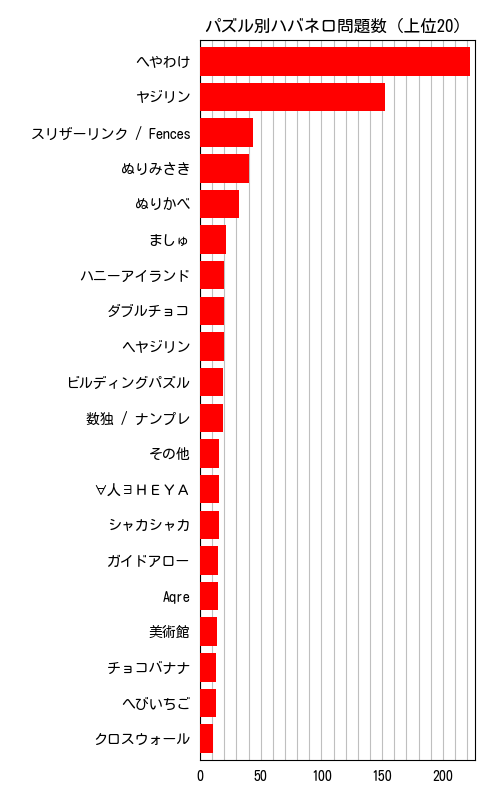 パズル別ハバネロ問題数 (上位20)
へやわけ
ヤジリン
スリザーリンク / Fences
ぬりみさき
ぬりかべ
ましゅ
ハニーアイランド
ダブルチョコ
ヘヤジリン
ビルディングパズル
数独 / ナンプレ
その他
∀人∃ＨＥＹＡ
シャカシャカ
ガイドアロー
Aqre
美術館
チョコバナナ
へびいちご
クロスウォール
0 50 100 150 200